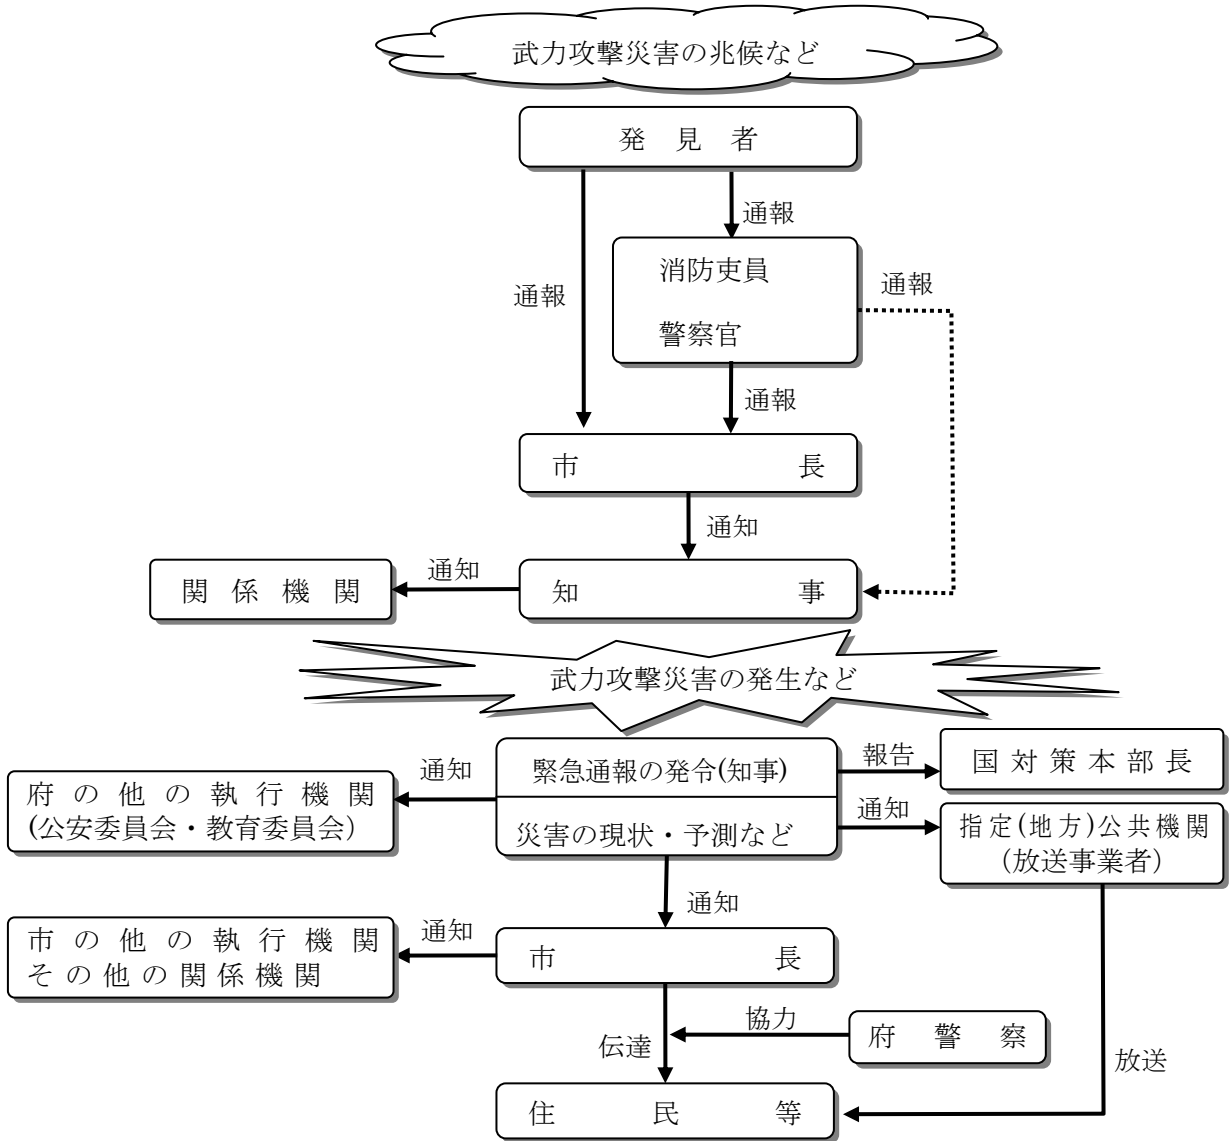 武力攻撃災害の兆候など
発見者
通報
消防吏員
通報
通報
警察官
通報
市長
通知
関係機関
通知
知事
武力攻撃災害の発生など
緊急通報の発令(知事)
報告
国対策本部長
通知
府の他の執行機関
(公安委員会・教育委員会)
災害の現状・予測など
通知
指定(地方)公共機関
(放送事業者)
通知
市の他の執行機関
その他の関係機関
通知
市長
協力
府警察
伝達
放送
住民等